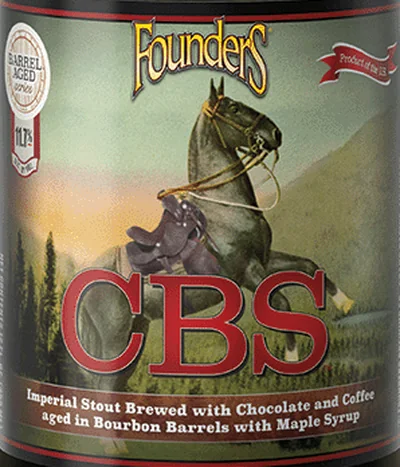 Founders
BARREL
AGED
series
11.7%
Product of the U.S.
CBS
Imperial Stout Brewed with Chocolate and Coffee
aged in Bourbon Barrels with Maple Syrup